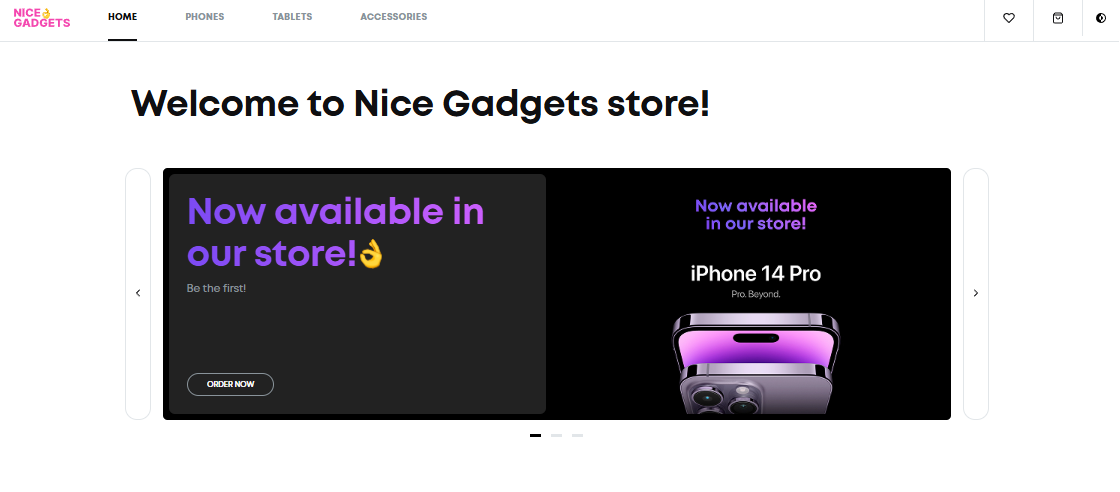 NICE👌
GADGETS
HOME
PHONES
TABLETS
ACCESSORIES
Welcome to Nice Gadgets store!
Now available in
our store!👌
Be the first!
ORDER NOW
Now available
in our store!
iPhone 14 Pro
Pro. Beyond.